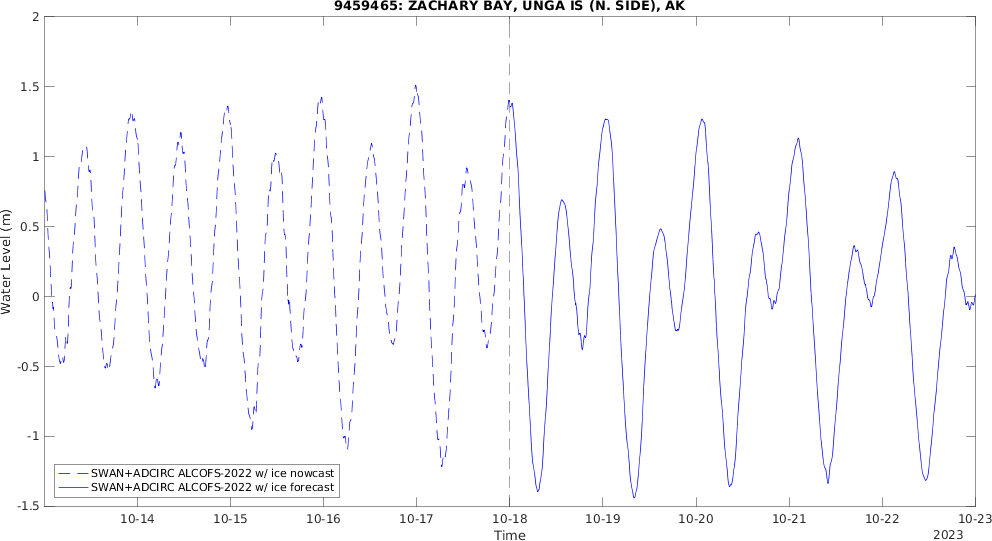 9459465: ZACHARY BAY, UNGA IS (N. SIDE), AK
2
1.5
1
0.5
0
-0.5
-1
-1.5
Water Level (m)
SWAN+ADCIRC ALCOFS-2022 w/ ice nowcast
SWAN+ADCIRC ALCOFS-2022 w/ ice forecast
10-14 10-15 10-16 10-17 10-18 10-19 10-20 10-21 10-22 10-23
Time
2023